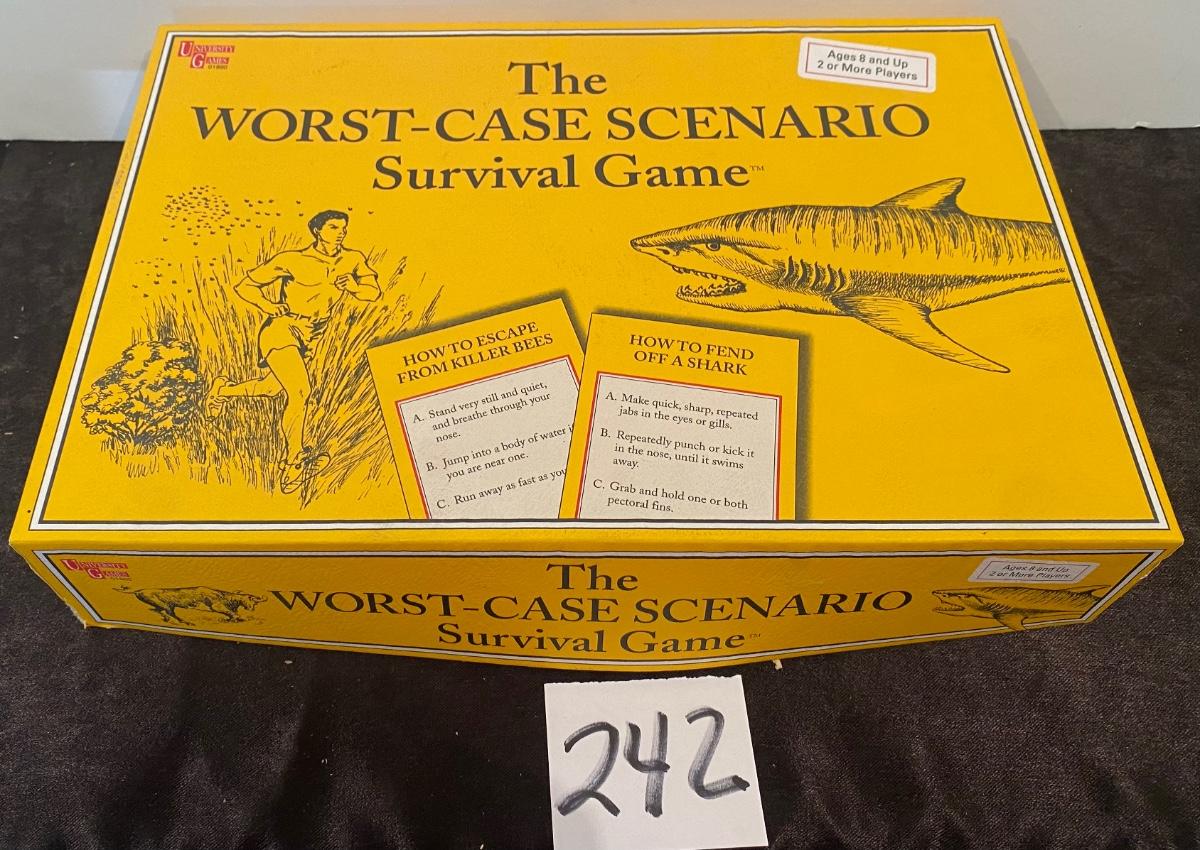 UNIVERSITY
GAMES
01990
The
WORST-CASE SCENARIO
Survival Game™
Ages 8 and Up
2 or More Players
HOW TO ESCAPE
FROM KILLER BEES
A. Stand very still and quiet,
and breathe through your
nose.
B. Jump into a body of water
you are near one.
C. Run away as fast as you
HOW TO FEND
OFF A SHARK
A. Make quick, sharp, repeated
jabs in the eyes or gills.
B. Repeatedly punch or kick it
in the nose, until it swims
away.
C. Grab and hold one or both
pectoral fins.
UNIVERSITY
GAMES
The
WORST-CASE SCENARIO
Survival Game™
Ages 8 and Up
2 or More Players
242